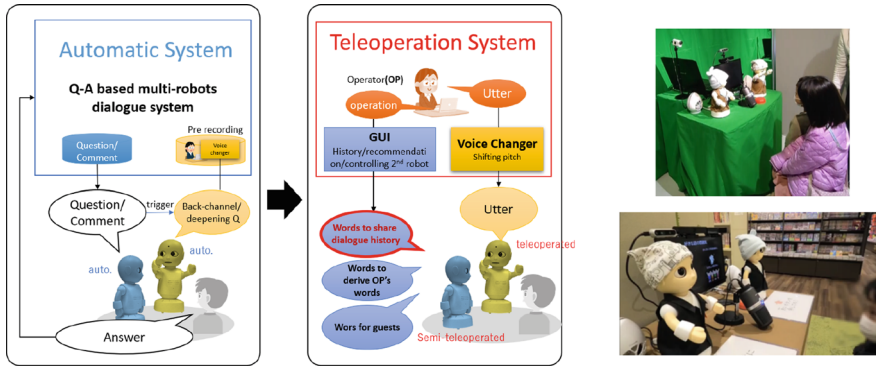 Automatic System
Q-A based multi-robots
dialogue system
Pre recording
Question/
Comment
Voice
changer
Question/
Comment
trigger
Back-channel/
deepening Q
auto.
auto.
Answer
Teleoperation System
Operator(OP)
operation
Utter
GUI
History/recommendati
on/controlling 2nd robot
Voice Changer
Shifting pitch
Words to share
dialogue history
Utter
teleoperated
Words to
derive OP's
words
Wors for guests
Semi-teleoperated